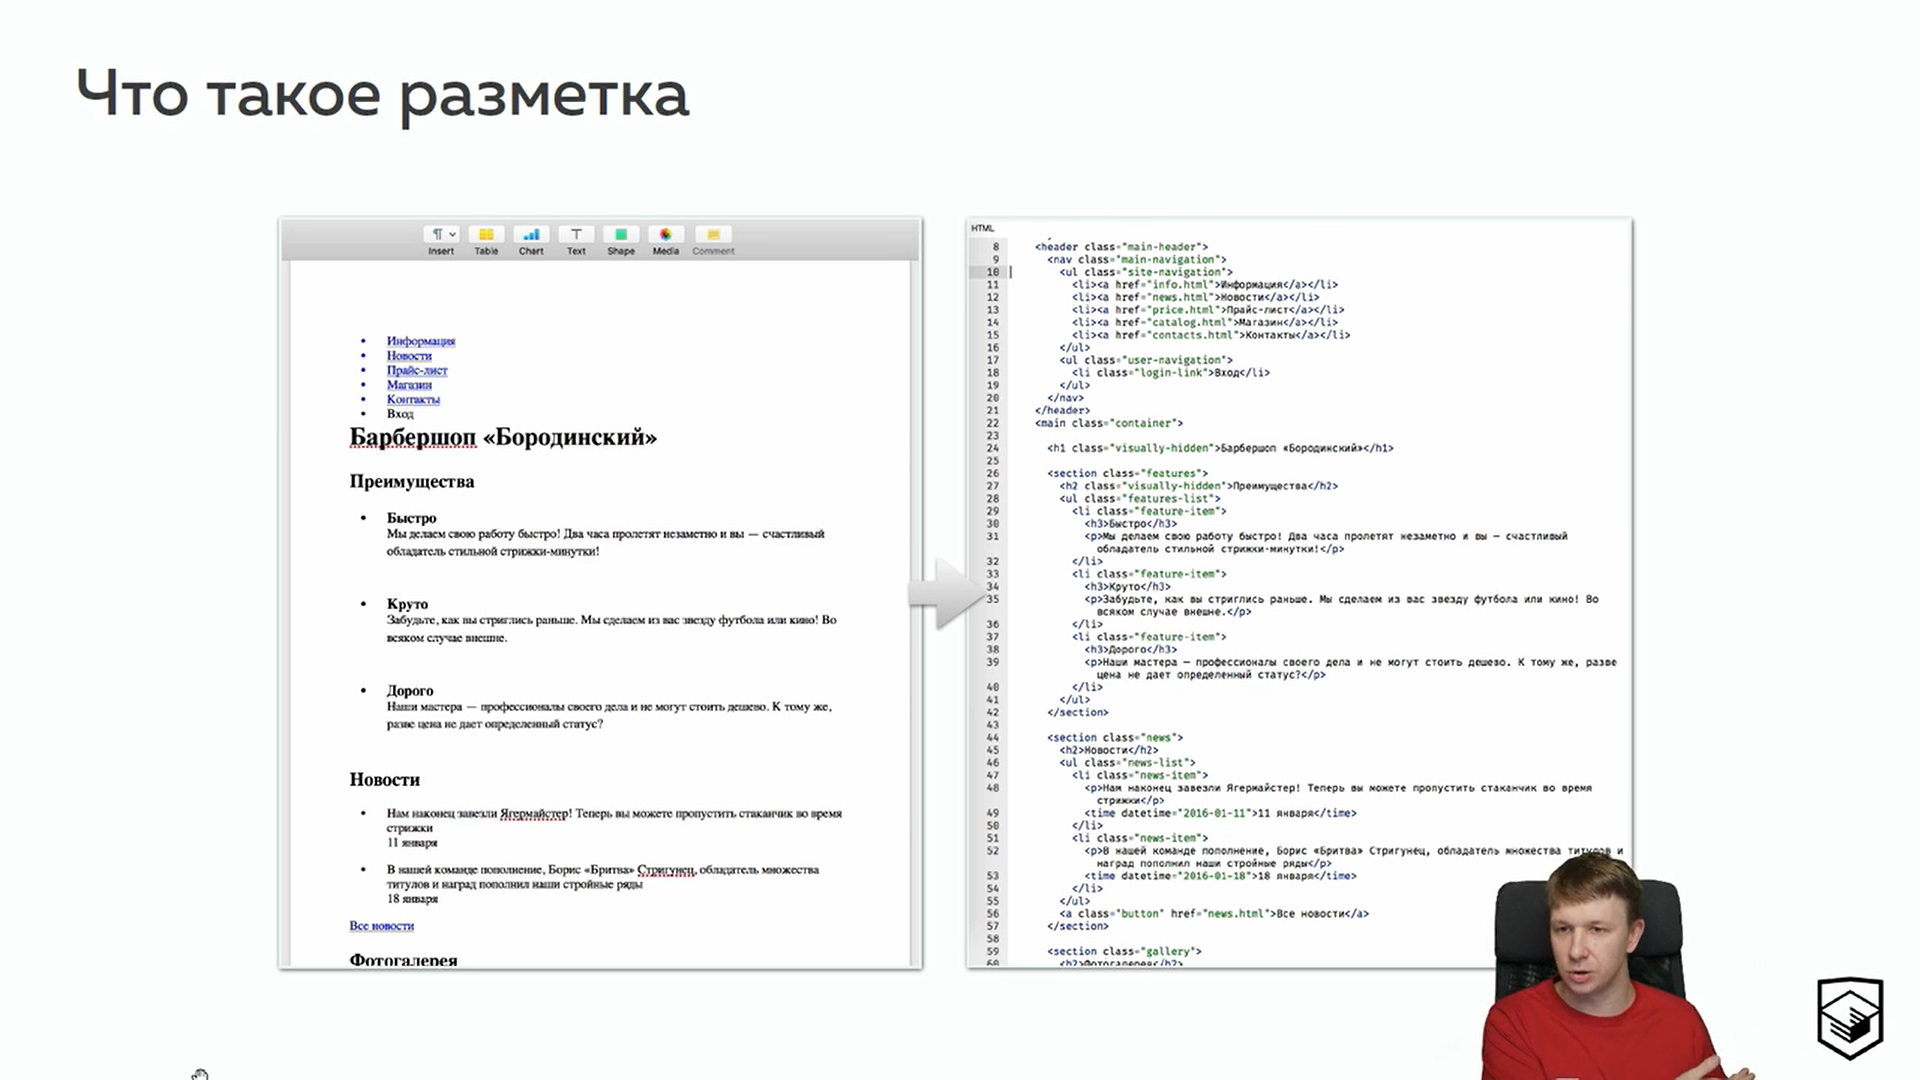 Что такое разметка
Insert Table Chart Text Shape Media Comment
Информация
Новости
Прайс-лист
Магазин
Контакты
Вход
Барбершоп «Бородинский»
Преимущества
Быстро
Мы делаем свою работу быстро! Два часа пролетят незаметно и вы — счастливый
обладатель стильной стрижки-минутки!
Круто
Забудьте, как вы стриглись раньше. Мы сделаем из вас звезду футбола или кино! Во
всяком случае внешне.
Дорого
Наши мастера — профессионалы своего дела и не могут стоить дешево. К тому же,
разве цена не дает определенный статус?
Новости
Нам наконец завезли Ягермайстер! Теперь вы можете пропустить стаканчик во время
стрижки
11 января
В нашей команде пополнение, Борис «Бритва» Стригунец, обладатель множества
титулов и наград пополнил наши стройные ряды
18 января
Все новости
Фотогалерея
HTML
8 <header class="main-header">
9 <nav class="main-navigation">
10 <ul class="site-navigation">
11 <li><a href="info.html">Информация</a></li>
12 <li><a href="news.html">Новости</a></li>
13 <li><a href="price.html">Прайс-лист</a></li>
14 <li><a href="catalog.html">Магазин</a></li>
15 <li><a href="contacts.html">Контакты</a></li>
16 </ul>
17 <ul class="user-navigation">
18 <li class="login-link">Вход</li>
19 </ul>
20 </nav>
21 </header>
22 <main class="container">
23
24 <h1 class="visually-hidden">Барбершоп «Бородинский»</h1>
25
26 <section class="features">
27 <h2 class="visually-hidden">Преимущества</h2>
28 <ul class="features-list">
29 <li class="feature-item">
30 <h3>Быстро</h3>
31 <p>Мы делаем свою работу быстро! Два часа пролетят незаметно и вы — счастливый
обладатель стильной стрижки-минутки!</p>
32 </li>
33 <li class="feature-item">
34 <h3>Круто</h3>
35 <p>Забудьте, как вы стриглись раньше. Мы сделаем из вас звезду футбола или кино! Во
всяком случае внешне.</p>
36 </li>
37 <li class="feature-item">
38 <h3>Дорого</h3>
39 <p>Наши мастера — профессионалы своего дела и не могут стоить дешево. К тому же, разве
цена не дает определенный статус?</p>
40 </li>
41 </ul>
42 </section>
43
44 <section class="news">
45 <h2>Новости</h2>
46 <ul class="news-list">
47 <li class="news-item">
48 <p>Нам наконец завезли Ягермайстер! Теперь вы можете пропустить стаканчик во время
стрижки</p>
49 <time datetime="2016-01-11">11 января</time>
50 </li>
51 <li class="news-item">
52 <p>В нашей команде пополнение, Борис «Бритва» Стригунец, обладатель множества титулов и
наград пополнил наши стройные ряды</p>
53 <time datetime="2016-01-18">18 января</time>
54 </li>
55 </ul>
56 <a class="button" href="news.html">Все новости</a>
57 </section>
58
59 <section class="gallery">
60 <h2>Фотогалерея</h2>